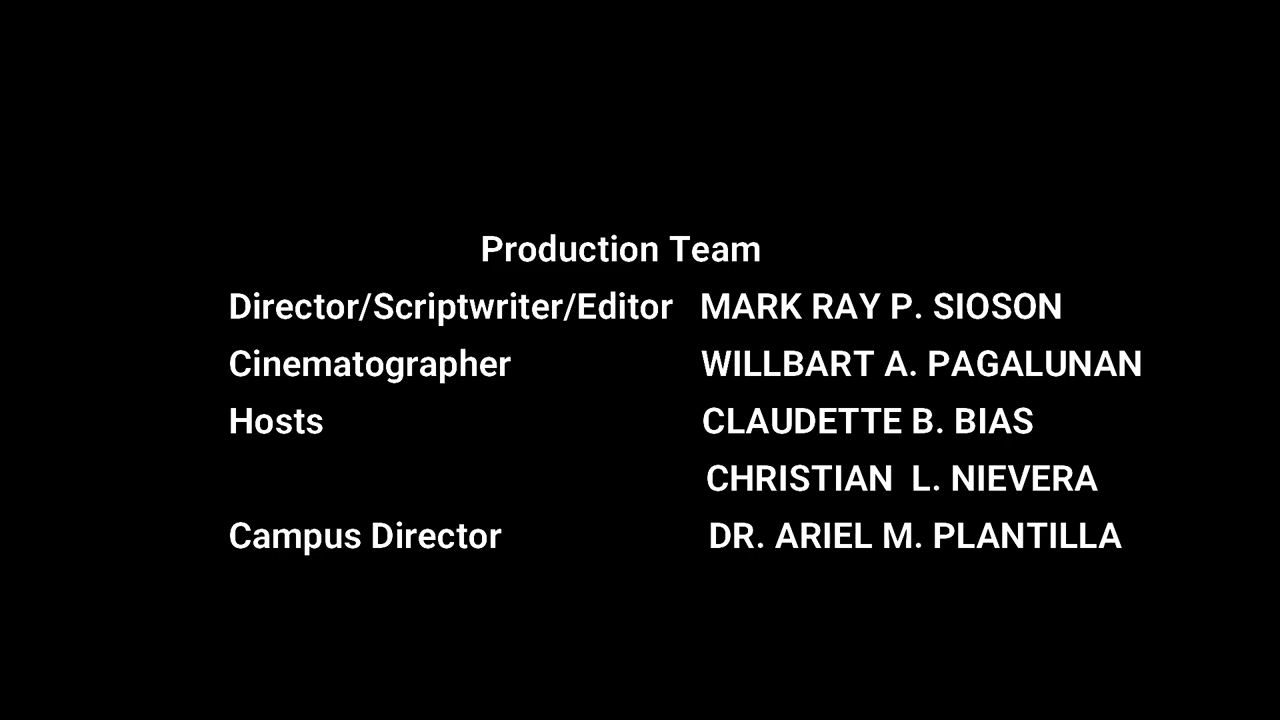 Production Team
Director/Scriptwriter/Editor MARK RAY P. SIOSON
Cinematographer WILLBART A. PAGALUNAN
Hosts CLAUDETTE B. BIAS
CHRISTIAN L. NIEVERA
Campus Director DR. ARIEL M. PLANTILLA